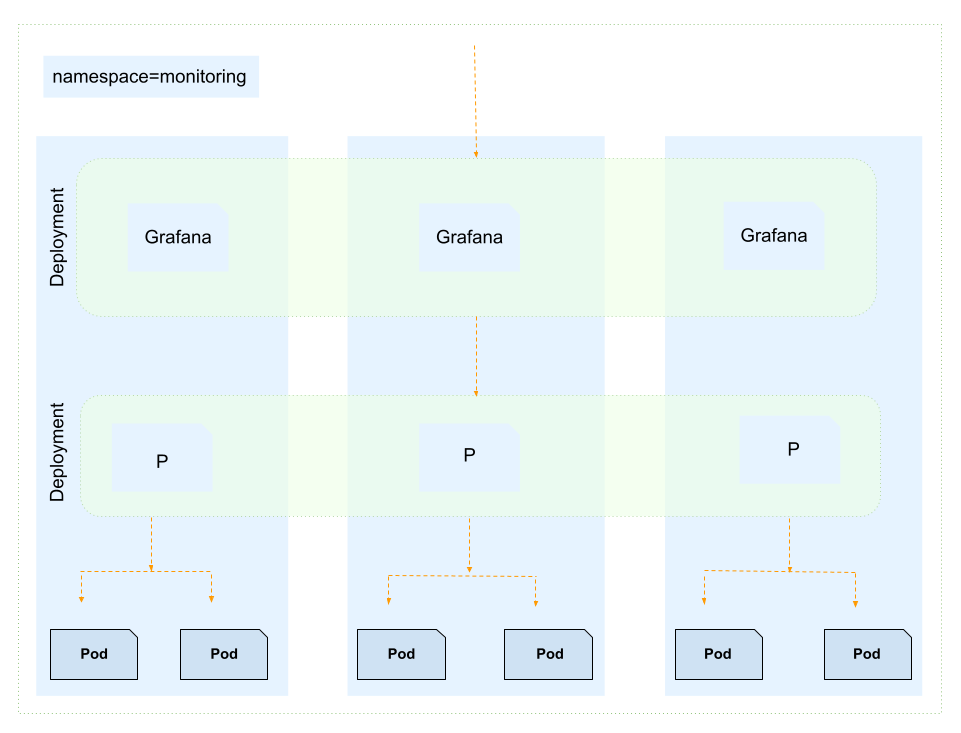 namespace=monitoring
Deployment
Grafana
Grafana
Grafana
Deployment
P
P
P
Pod
Pod
Pod
Pod
Pod
Pod